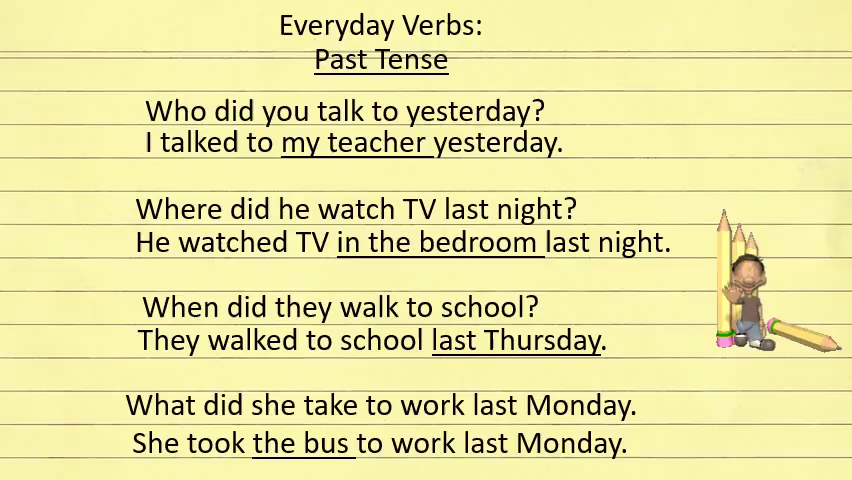 Everyday Verbs:
Past Tense
Who did you talk to yesterday?
I talked to my teacher yesterday.
Where did he watch TV last night?
He watched TV in the bedroom last night.
When did they walk to school?
They walked to school last Thursday.
What did she take to work last Monday.
She took the bus to work last Monday.